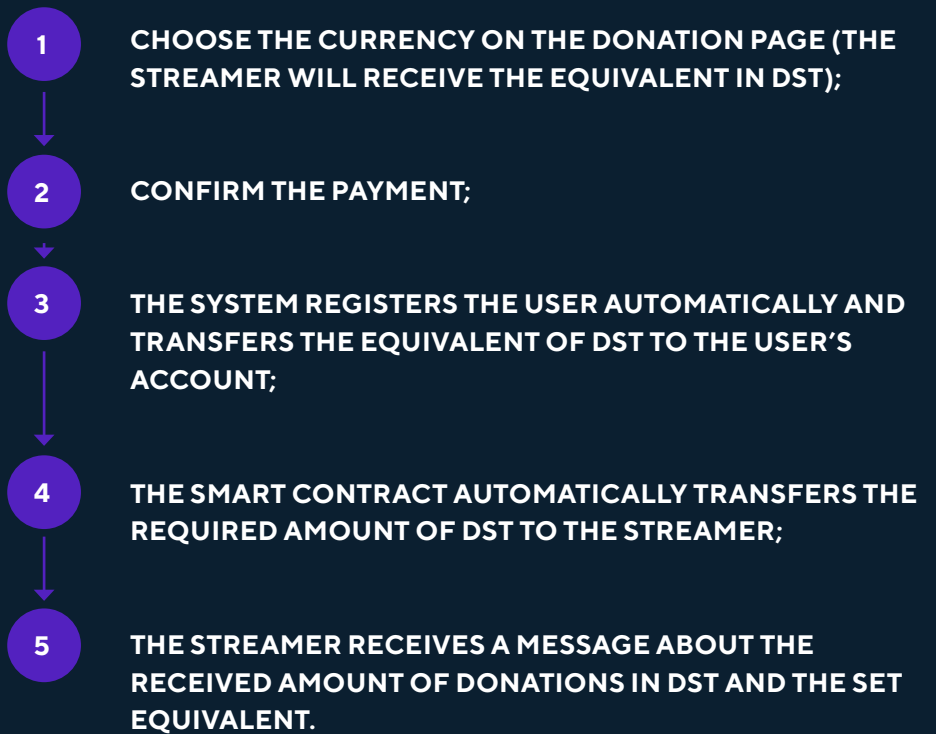 1
CHOOSE THE CURRENCY ON THE DONATION PAGE (THE
STREAMER WILL RECEIVE THE EQUIVALENT IN DST);
2
CONFIRM THE PAYMENT;
3
THE SYSTEM REGISTERS THE USER AUTOMATICALLY AND
TRANSFERS THE EQUIVALENT OF DST TO THE USER’S
ACCOUNT;
4
THE SMART CONTRACT AUTOMATICALLY TRANSFERS THE
REQUIRED AMOUNT OF DST TO THE STREAMER;
5
THE STREAMER RECEIVES A MESSAGE ABOUT THE
RECEIVED AMOUNT OF DONATIONS IN DST AND THE SET
EQUIVALENT.